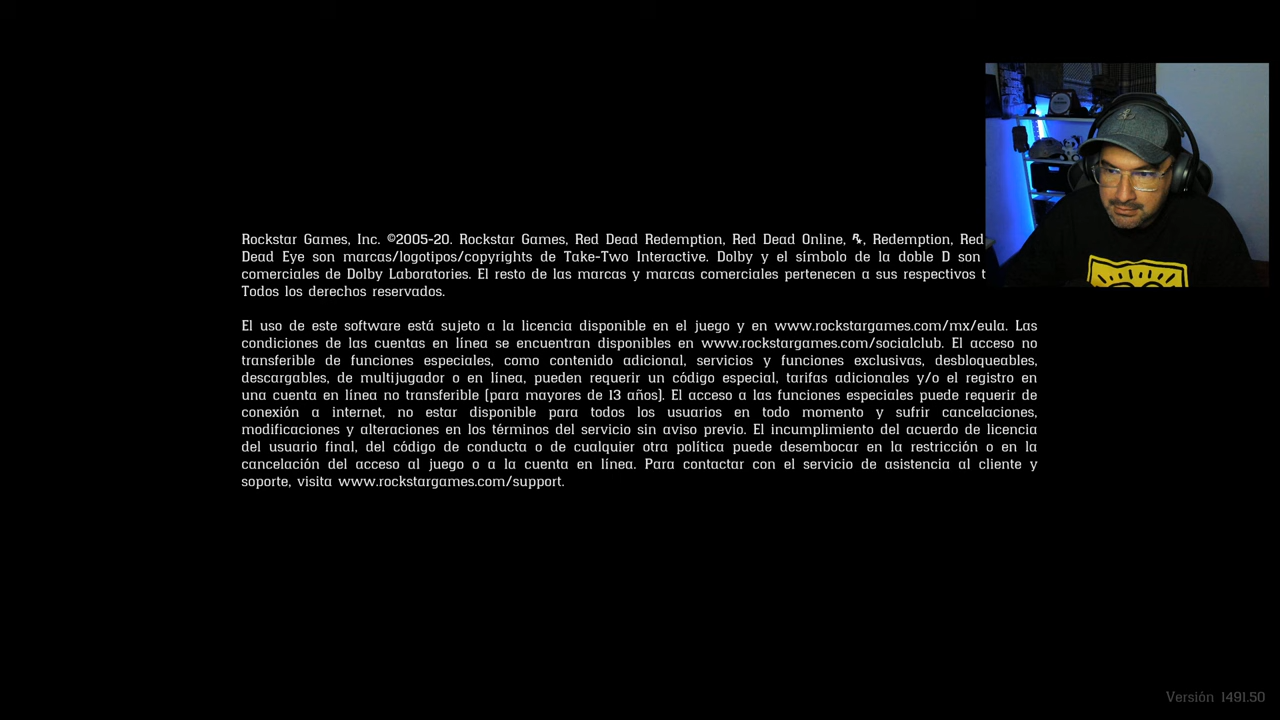 Rockstar Games, Inc. ©2005-20. Rockstar Games, Red Dead Redemption, Red Dead Online, R*, Redemption, Red
Dead Eye son marcas/logotipos/copyrights de Take-Two Interactive. Dolby y el símbolo de la doble D son
comerciales de Dolby Laboratories. El resto de las marcas y marcas comerciales pertenecen a sus respectivos t
Todos los derechos reservados.
El uso de este software está sujeto a la licencia disponible en el juego y en www.rockstargames.com/mx/eula. Las
condiciones de las cuentas en línea se encuentran disponibles en www.rockstargames.com/socialclub. El acceso no
transferible de funciones especiales, como contenido adicional, servicios y funciones exclusivas, desbloqueables,
descargables, de multijugador o en línea, pueden requerir un código especial, tarifas adicionales y/o el registro en
una cuenta en línea no transferible (para mayores de 13 años). El acceso a las funciones especiales puede requerir de
conexión a internet, no estar disponible para todos los usuarios en todo momento y sufrir cancelaciones,
modificaciones y alteraciones en los términos del servicio sin aviso previo. El incumplimiento del acuerdo de licencia
del usuario final, del código de conducta o de cualquier otra política puede desembocar en la restricción o en la
cancelación del acceso al juego o a la cuenta en línea. Para contactar con el servicio de asistencia al cliente y
soporte, visita www.rockstargames.com/support.
Versión 1491.50